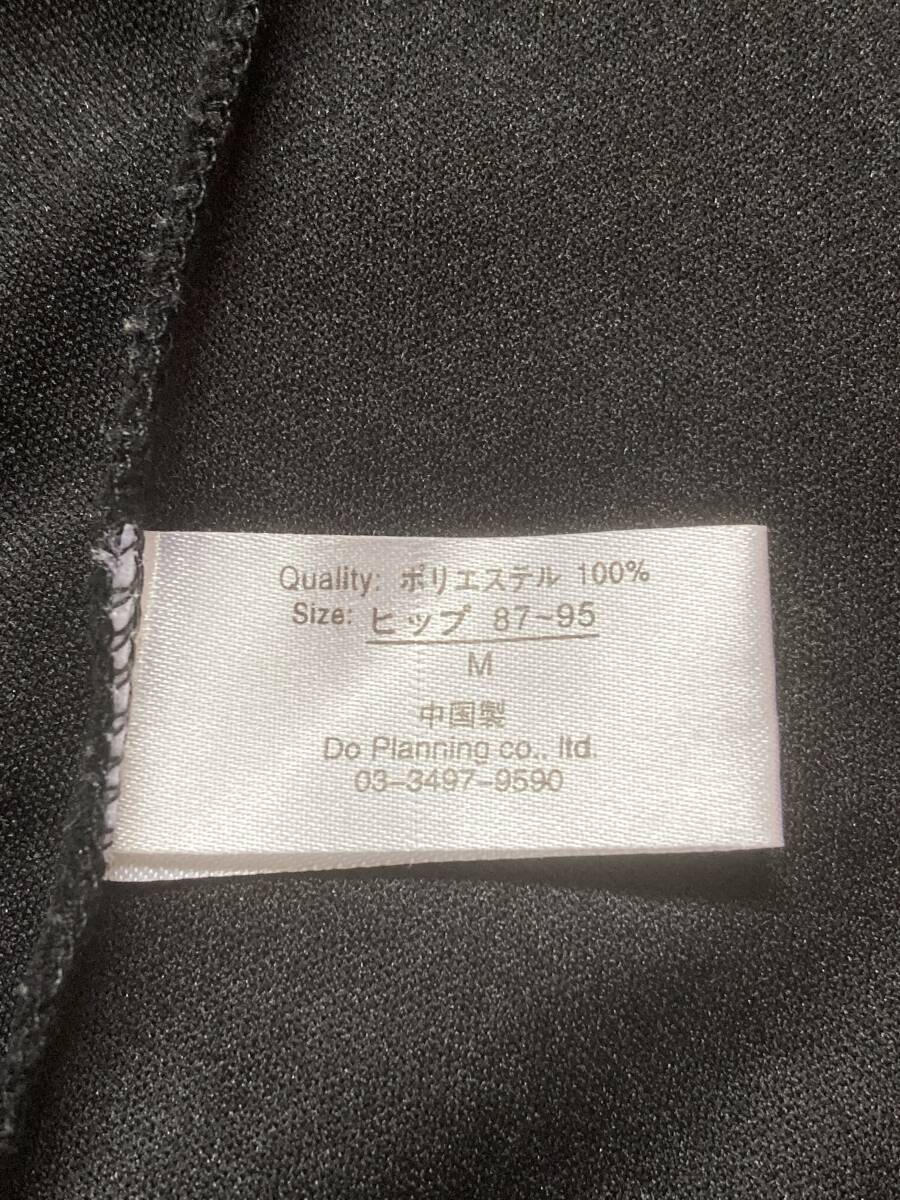 Quality: ポリエステル 100%
Size: ヒップ 87~95
M
中国製
Do Planning co., ltd.
03-3497-9590